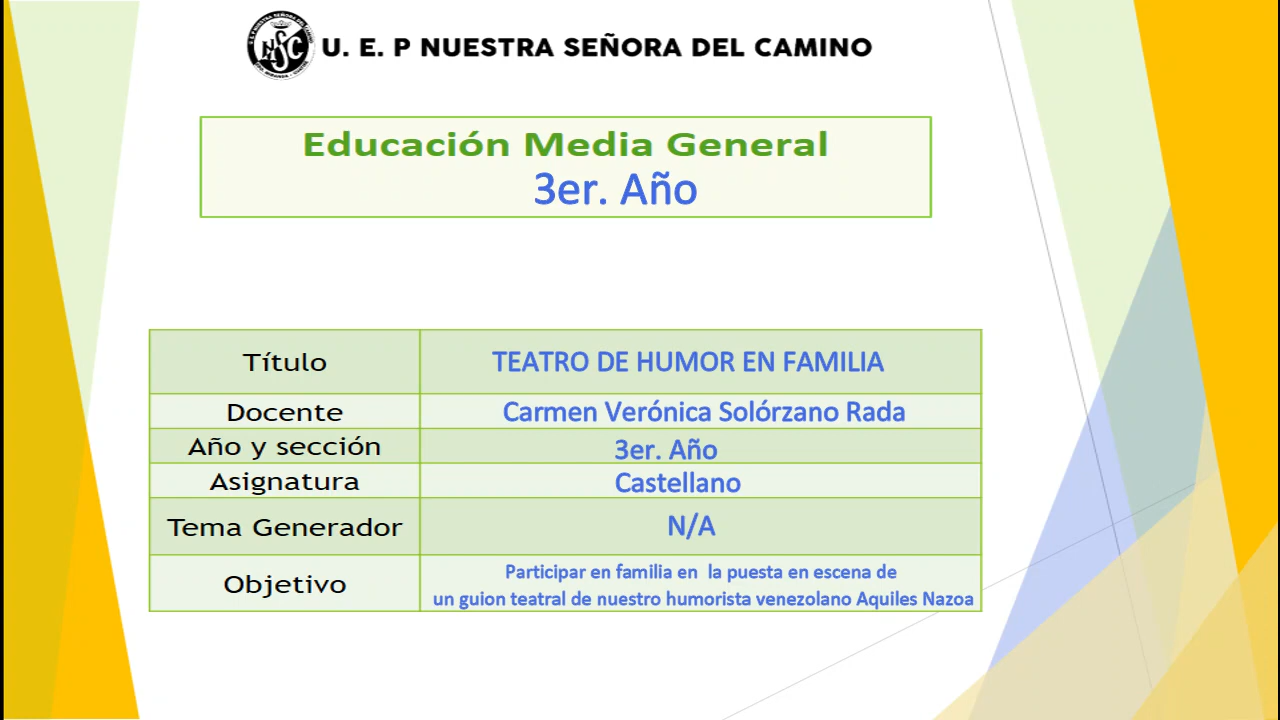 U. E. P NUESTRA SEÑORA DEL CAMINO
Educación Media General
3er. Año
Título TEATRO DE HUMOR EN FAMILIA
Docente Carmen Verónica Solórzano Rada
Año y sección 3er. Año
Asignatura Castellano
Tema Generador N/A
Objetivo Participar en familia en la puesta en escena de
un guion teatral de nuestro humorista venezolano Aquiles Nazoa